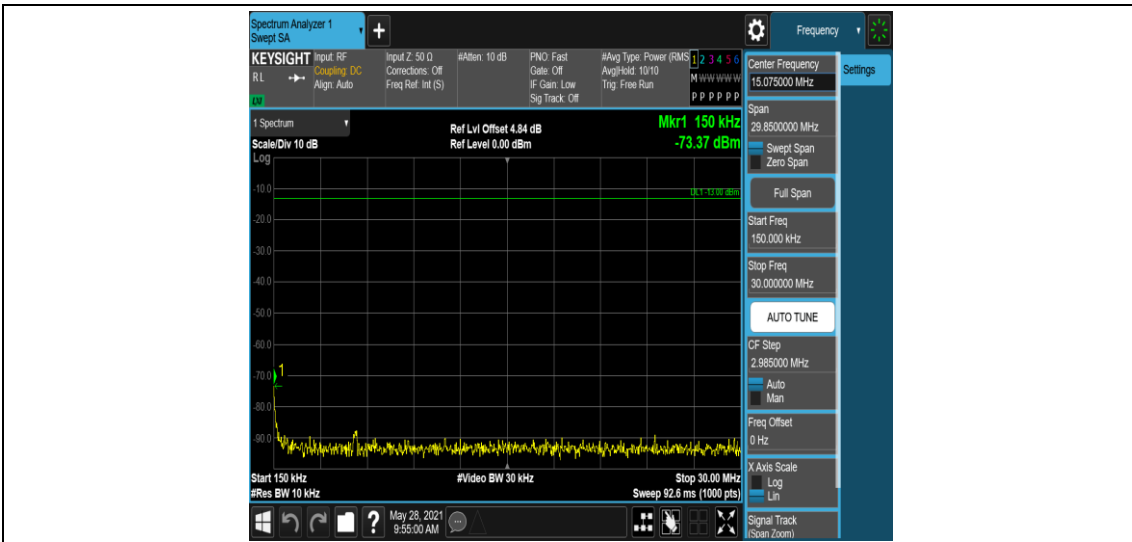 Spectrum Analyzer 1
Swept SA
+
Frequency
KEYSIGHT
RL
LXI
Input: RF
Coupling: DC
Align: Auto
Input Z: 50 Ω
Corrections: Off
Freq Ref: Int (S)
#Atten: 10 dB
PNO: Fast
Gate: Off
IF Gain: Low
Sig Track: Off
#Avg Type: Power (RMS
Avg|Hold: 10/10
Trig: Free Run
1 2 3 4 5 6
M W W W W W
P P P P P P
1 Spectrum
Scale/Div 10 dB
Log
Ref Lvl Offset 4.84 dB
Ref Level 0.00 dBm
Mkr1 150 kHz
-73.37 dBm
DL1 -13.00 dBm
-10.0
-20.0
-30.0
-40.0
-50.0
-60.0
-70.0
-80.0
-90.0
1
Start 150 kHz
#Res BW 10 kHz
#Video BW 30 kHz
Stop 30.00 MHz
Sweep 92.6 ms (1000 pts)
?
May 28, 2021
9:55:00 AM
Center Frequency
15.075000 MHz
Settings
Span
29.8500000 MHz
Swept Span
Zero Span
Full Span
Start Freq
150.000 kHz
Stop Freq
30.000000 MHz
AUTO TUNE
CF Step
2.985000 MHz
Auto
Man
Freq Offset
0 Hz
X Axis Scale
Log
Lin
Signal Track
(Span Zoom)